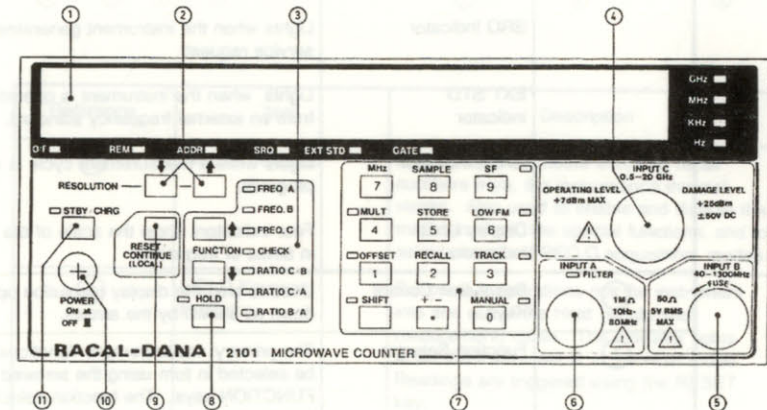 ① ② ③ ④
GHz
MHz
KHz
Hz
OF REM ADDR SRQ EXT STD GATE
RESOLUTION
STBY/CHRG
RESET
CONTINUE
(LOCAL)
POWER
ON
OFF
FREQ. A
FREQ. B
FREQ. C
FUNCTION
CHECK
RATIO C/B
RATIO C/A
RATIO B/A
HOLD
MHz SAMPLE SF
7 8 9
MULT STORE LOW FM
4 5 6
OFFSET RECALL TRACK
1 2 3
SHIFT + - MANUAL
INPUT C
0.5-20 GHz
OPERATING LEVEL
+7dBm MAX
DAMAGE LEVEL
+25dBm
±50V DC
INPUT A
FILTER
1MΩ
10Hz-
80MHz
50Ω
5V RMS
MAX
INPUT B
40-1300MHz
FUSE
RACAL-DANA 2101 MICROWAVE COUNTER
⑪ ⑩ ⑨ ⑧ ⑦ ⑥ ⑤